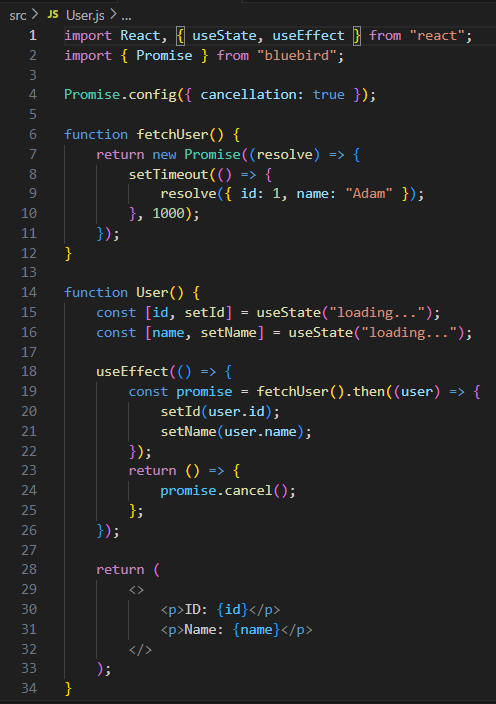 src > JS User.js > ...
1 import React, { useState, useEffect } from "react";
2 import { Promise } from "bluebird";
3
4 Promise.config({ cancellation: true });
5
6 function fetchUser() {
7     return new Promise((resolve) => {
8         setTimeout(() => {
9             resolve({ id: 1, name: "Adam" });
10         }, 1000);
11     });
12 }
13
14 function User() {
15     const [id, setId] = useState("loading...");
16     const [name, setName] = useState("loading...");
17
18     useEffect(() => {
19         const promise = fetchUser().then((user) => {
20             setId(user.id);
21             setName(user.name);
22         });
23         return () => {
24             promise.cancel();
25         };
26     });
27
28     return (
29         <>
30             <p>ID: {id}</p>
31             <p>Name: {name}</p>
32         </>
33     );
34 }